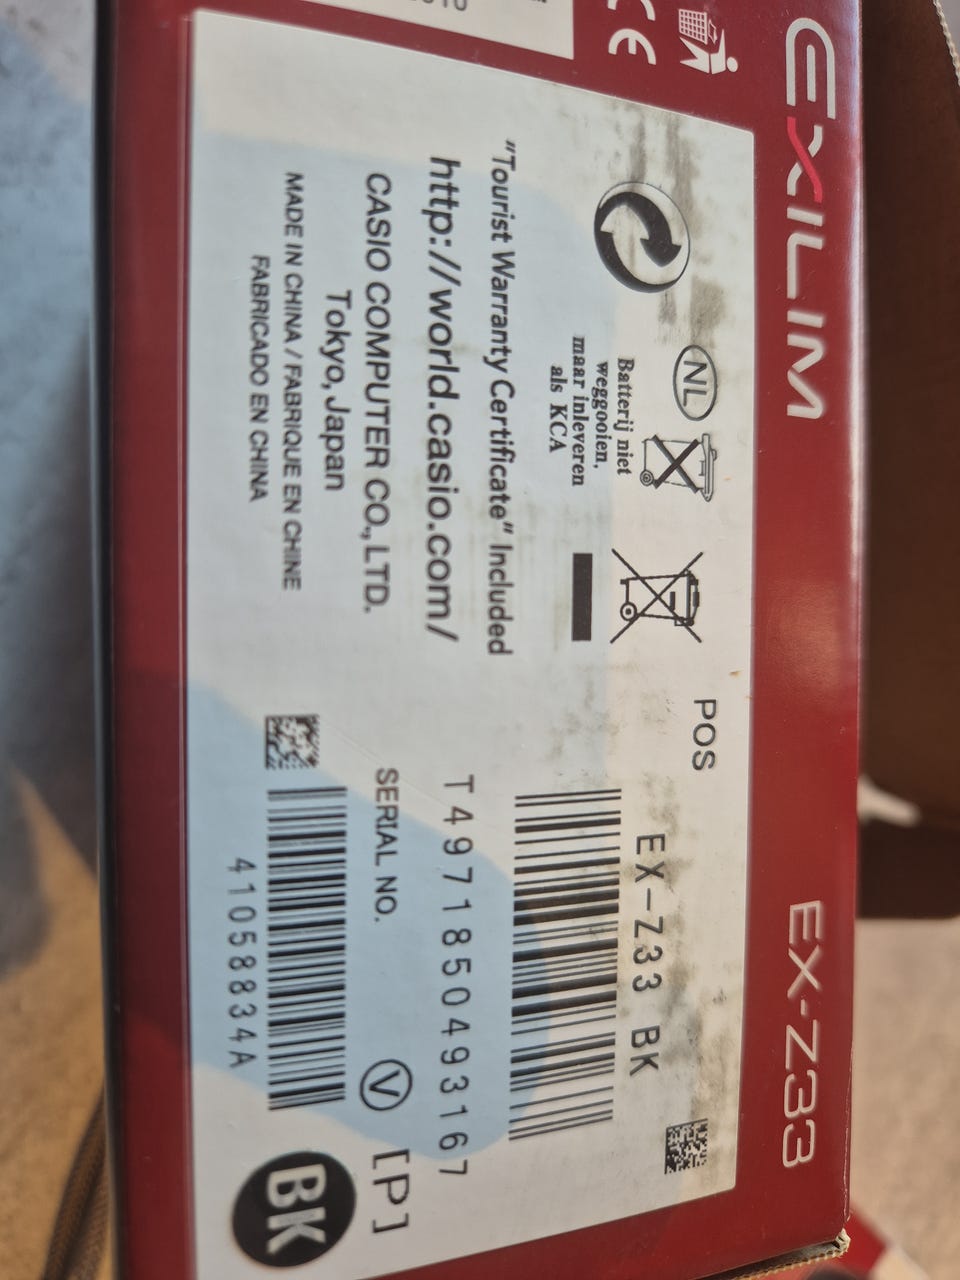 EXILIM
EX-Z33
CE
NL
Batterij niet
weggooien,
maar inleveren
als KCA
POS
EX-Z33 BK
T4971850493167
"Tourist Warranty Certificate" Included
http://world.casio.com/
CASIO COMPUTER CO., LTD.
Tokyo, Japan
MADE IN CHINA / FABRIQUE EN CHINE
FABRICADO EN CHINA
SERIAL NO.
V
[P]
41058834A
BK